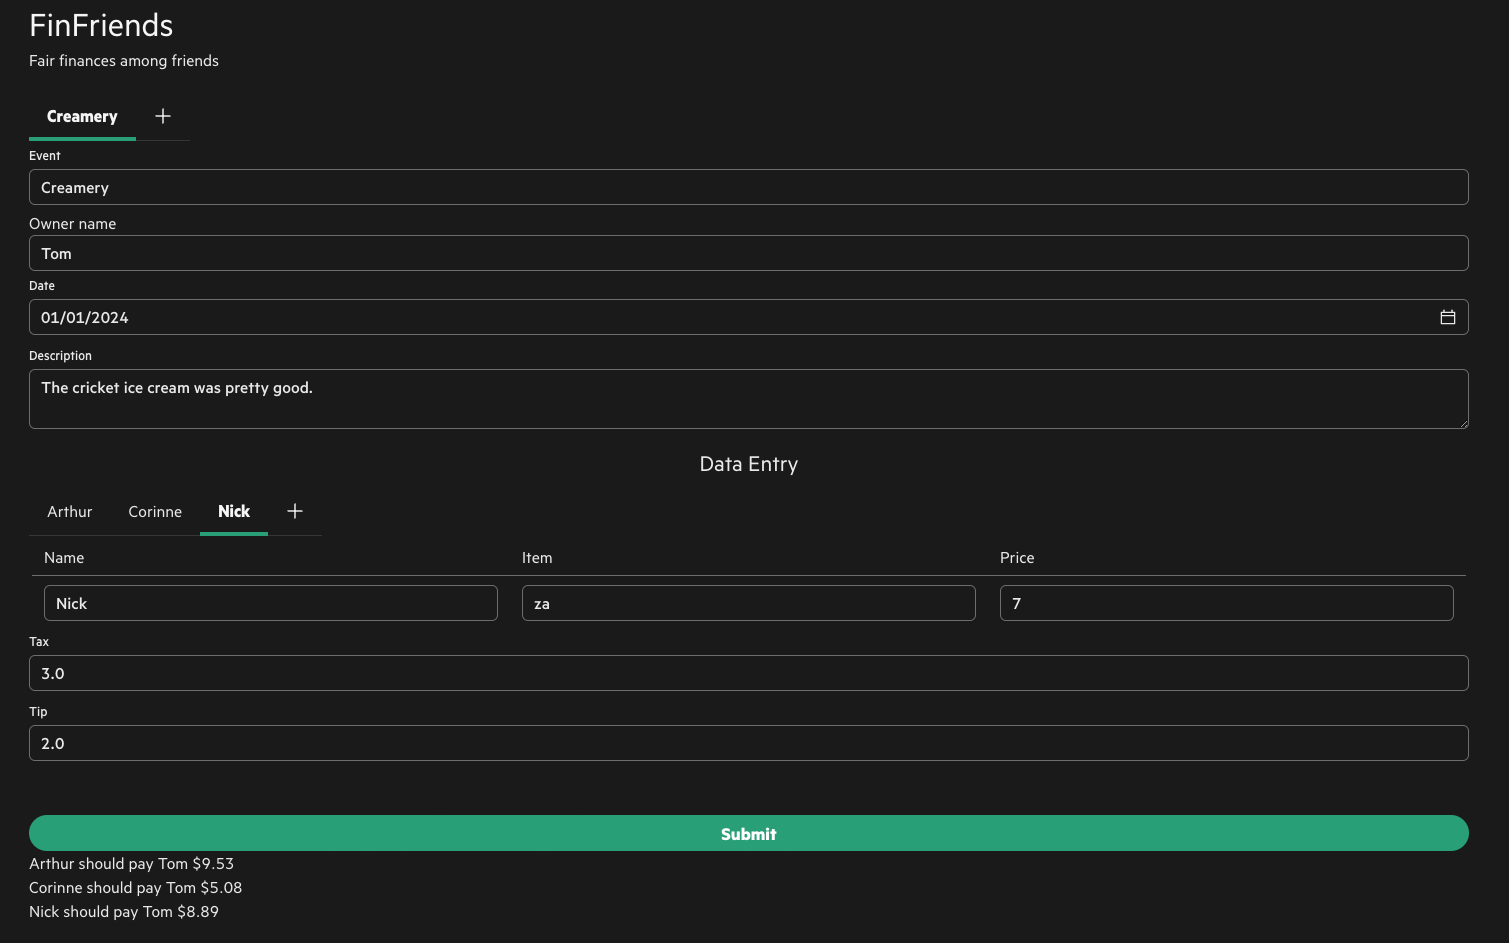 FinFriends
Fair finances among friends
Creamery
Event
Creamery
Owner name
Tom
Date
01/01/2024
Description
The cricket ice cream was pretty good.
Data Entry
Arthur Corinne Nick
Name Item Price
Nick za 7
Tax
3.0
Tip
2.0
Submit
Arthur should pay Tom $9.53
Corinne should pay Tom $5.08
Nick should pay Tom $8.89